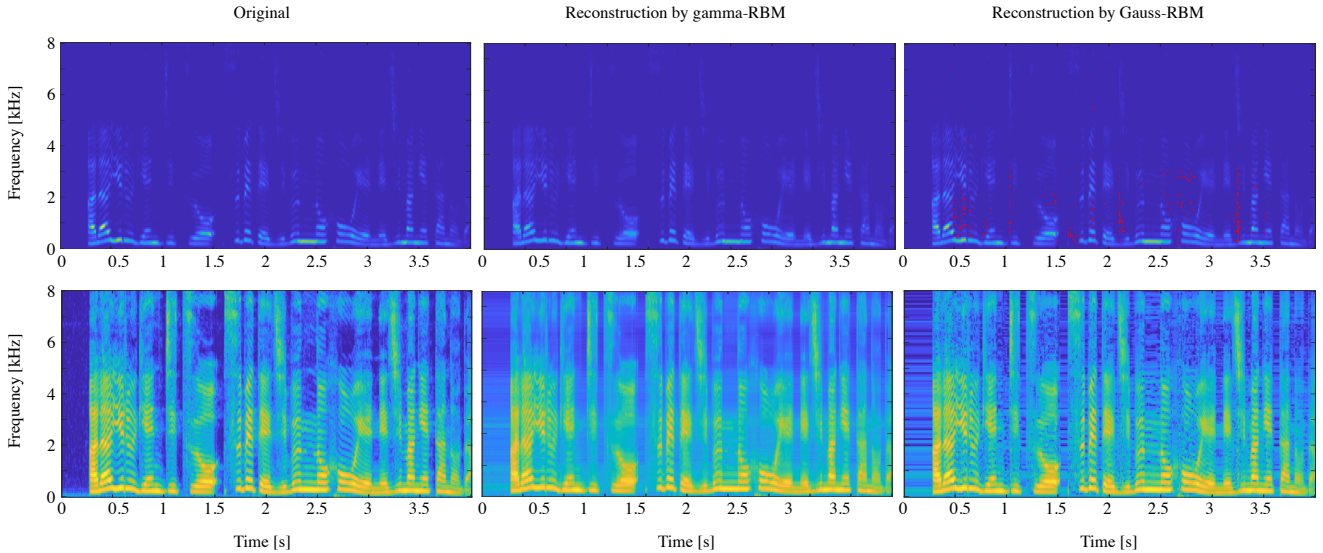 Original
Reconstruction by gamma-RBM
Reconstruction by Gauss-RBM
Frequency [kHz]
8
6
4
2
0
0 0.5 1 1.5 2 2.5 3 3.5
0 0.5 1 1.5 2 2.5 3 3.5
0 0.5 1 1.5 2 2.5 3 3.5
Frequency [kHz]
8
6
4
2
0
0 0.5 1 1.5 2 2.5 3 3.5
0 0.5 1 1.5 2 2.5 3 3.5
0 0.5 1 1.5 2 2.5 3 3.5
Time [s]
Time [s]
Time [s]